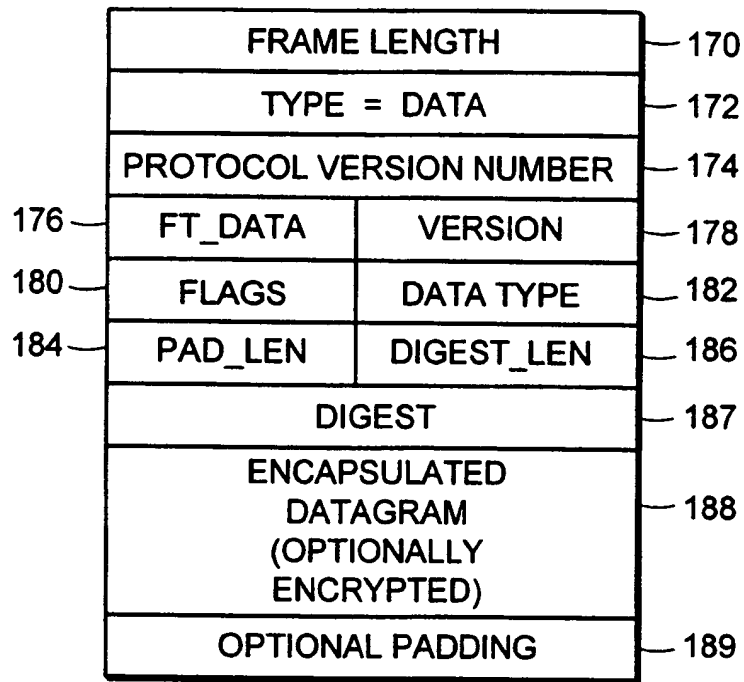 FRAME LENGTH 170
TYPE = DATA 172
PROTOCOL VERSION NUMBER 174
176 FT_DATA VERSION 178
180 FLAGS DATA TYPE 182
184 PAD_LEN DIGEST_LEN 186
DIGEST 187
ENCAPSULATED
DATAGRAM 188
(OPTIONALLY
ENCRYPTED)
OPTIONAL PADDING 189